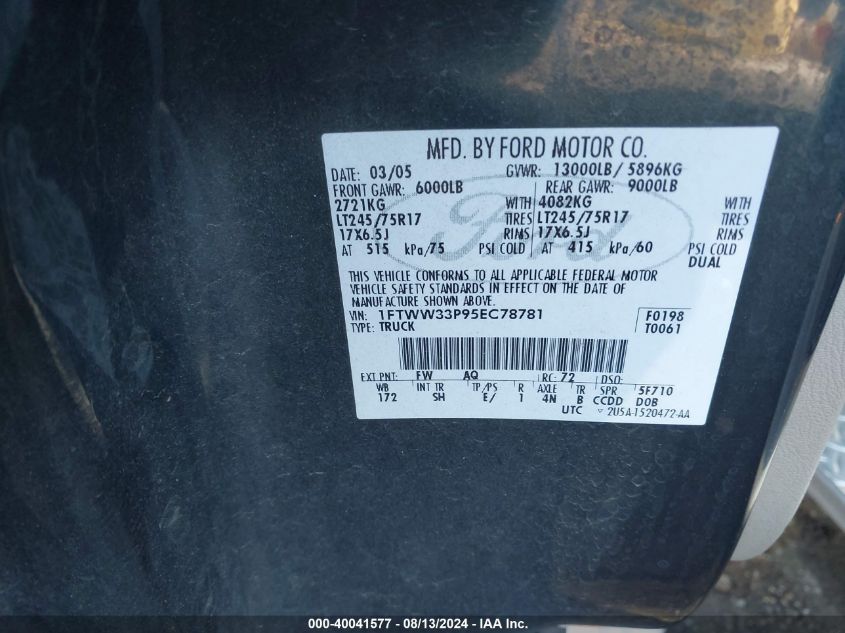 MFD. BY FORD MOTOR CO.
DATE: 03/05 GVWR: 13000LB/ 5896KG
FRONT GAWR: 6000LB REAR GAWR: 9000LB
2721KG WITH 4082KG WITH
LT245/75R17 TIRES LT245/75R17 TIRES
17X6.5J RIMS 17X6.5J RIMS
AT 515 kPa/75 PSI COLD AT 415 kPa/60 PSI COLD
DUAL
Ford
THIS VEHICLE CONFORMS TO ALL APPLICABLE FEDERAL MOTOR
VEHICLE SAFETY STANDARDS IN EFFECT ON THE DATE OF
MANUFACTURE SHOWN ABOVE.
VIN: 1FTWW33P95EC78781 F0198
TYPE: TRUCK T0061
EXT PNT: FW AQ RC: 72 DSO:
WB INT TR TP/PS R AXLE TR SPR 5F710
172 SH E/ 1 4N B CCDD D0B
UTC ▽ 2U5A-1520472-AA
000-40041577 - 08/13/2024 - IAA Inc.